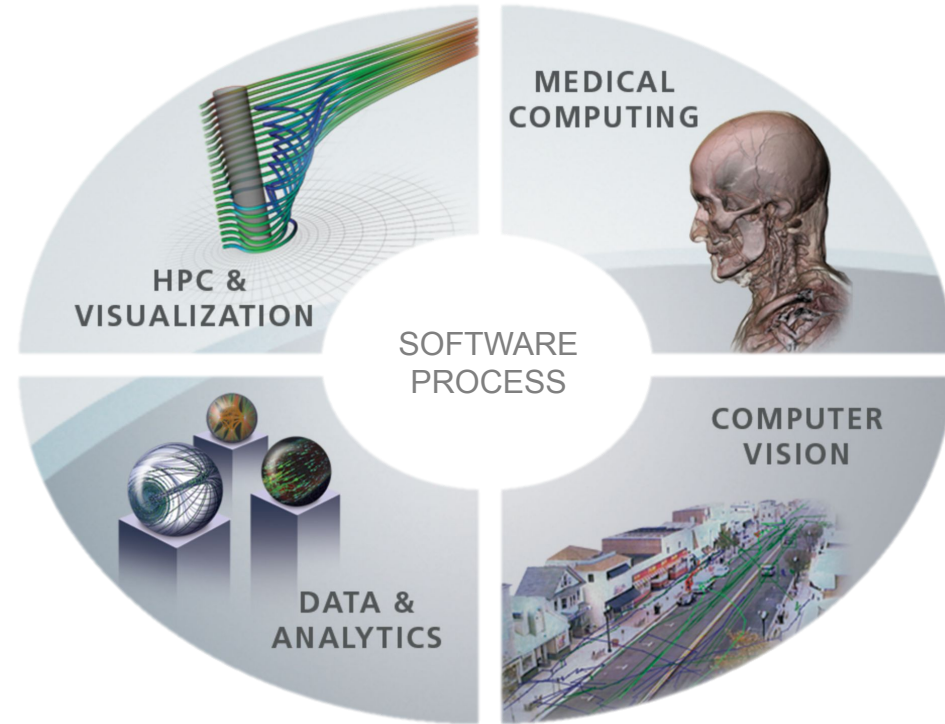 MEDICAL
COMPUTING
HPC &
VISUALIZATION
SOFTWARE
PROCESS
COMPUTER
VISION
DATA &
ANALYTICS